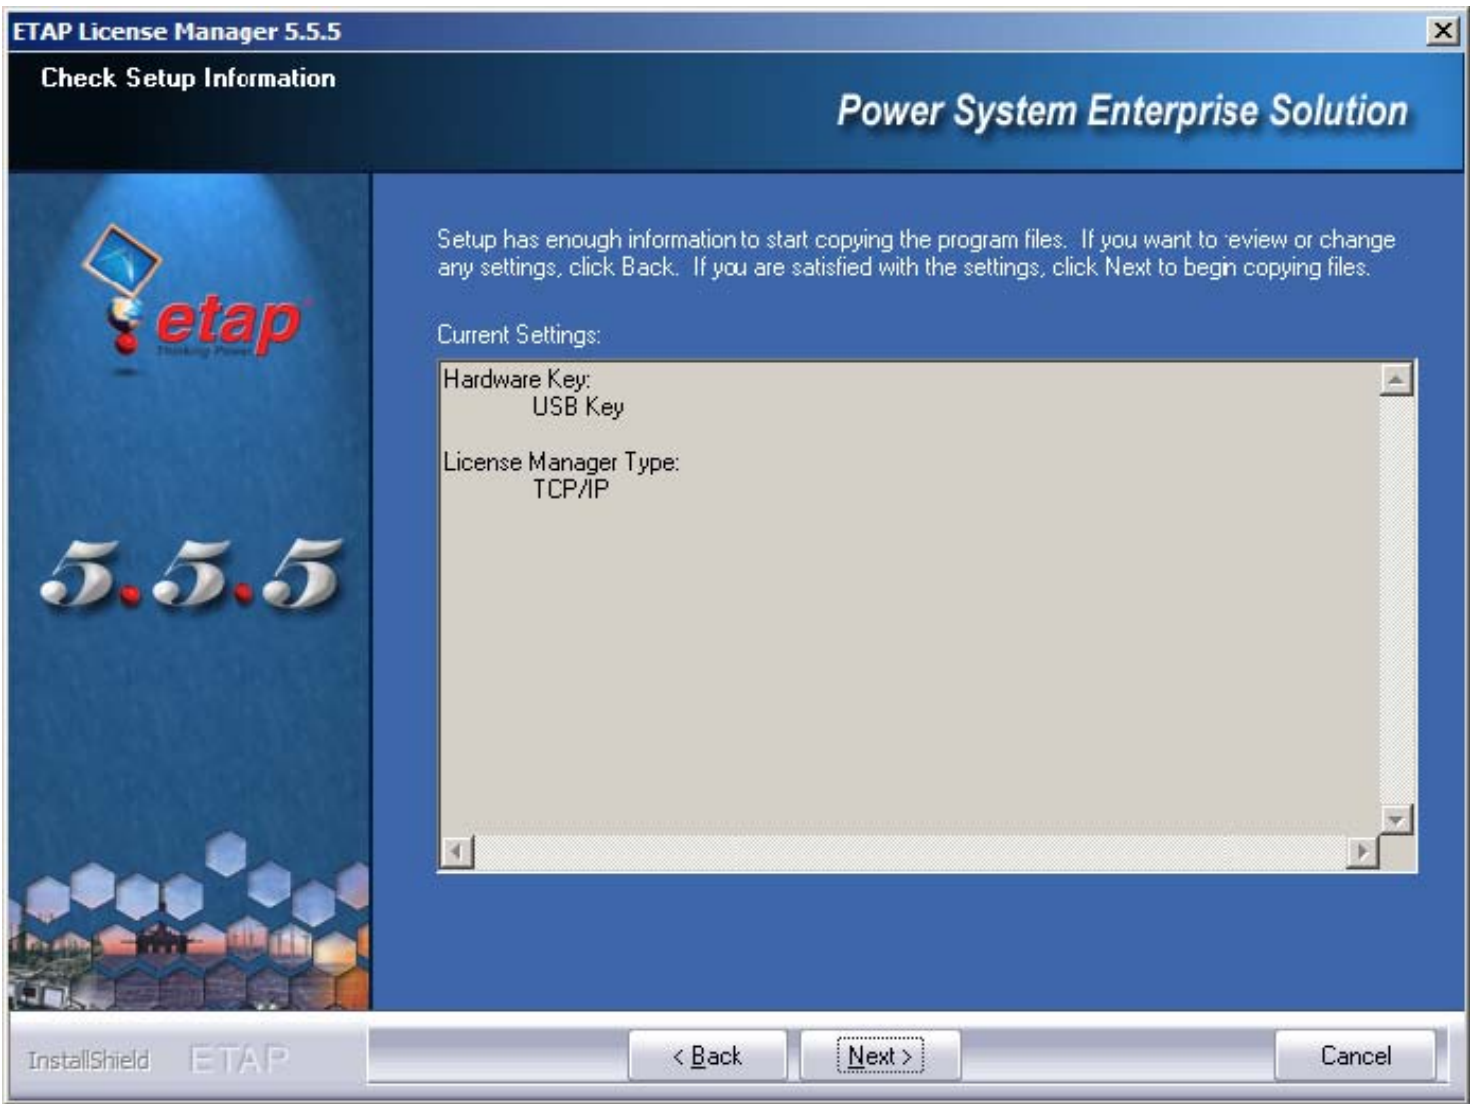 ETAP License Manager 5.5.5
Check Setup Information
Power System Enterprise Solution
etap
Thinking Power
5.5.5
Setup has enough information to start copying the program files. If you want to review or change
any settings, click Back. If you are satisfied with the settings, click Next to begin copying files.
Current Settings:
Hardware Key:
USB Key
License Manager Type:
TCP/IP
InstallShield
ETAP
< Back
Next >
Cancel